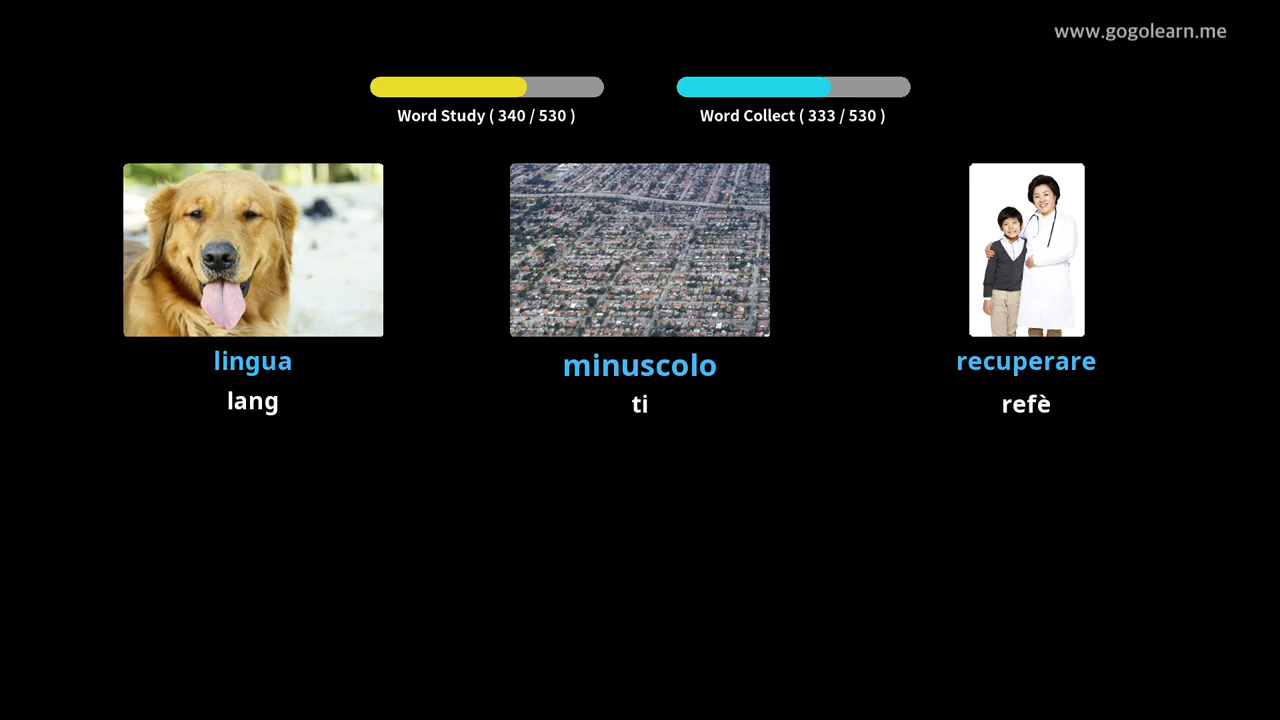 www.gogolearn.me
Word Study ( 340 / 530 )
Word Collect ( 333 / 530 )
lingua
lang
minuscolo
ti
recuperare
refè